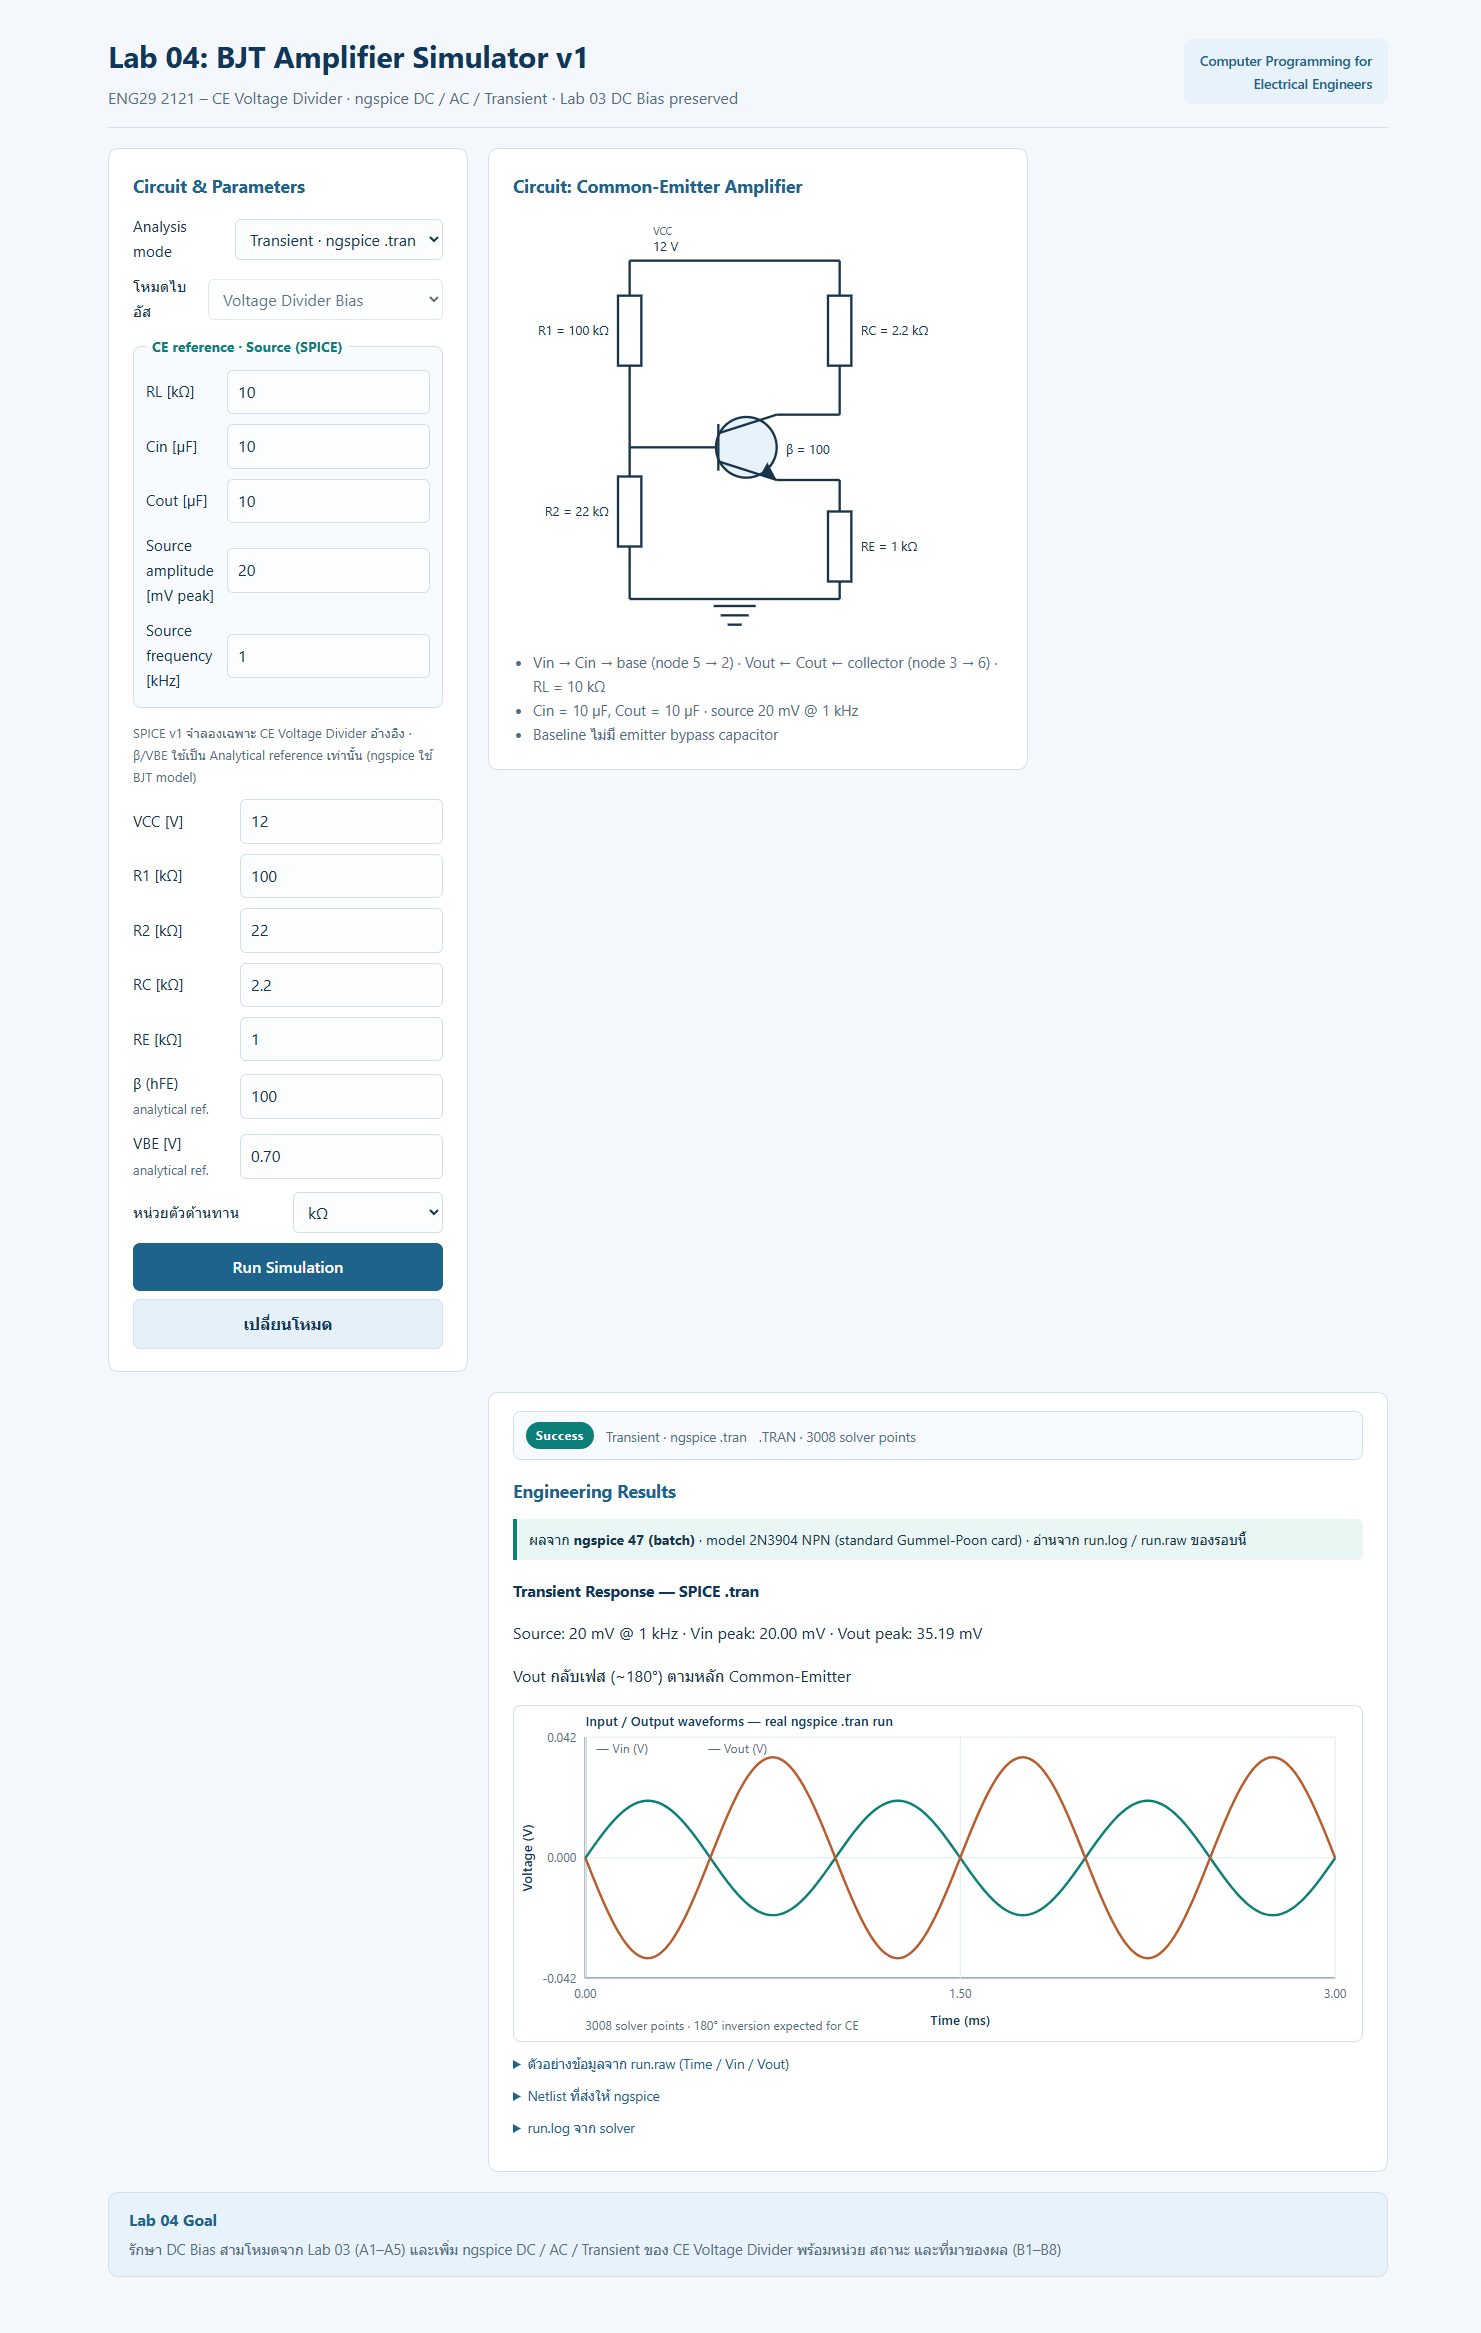 Lab 04: BJT Amplifier Simulator v1
ENG29 2121 – CE Voltage Divider · ngspice DC / AC / Transient · Lab 03 DC Bias preserved
Computer Programming for
Electrical Engineers
Circuit & Parameters
Analysis
mode
Transient · ngspice .tran
โหมดไบ
อัส
Voltage Divider Bias
CE reference · Source (SPICE)
RL [kΩ]
10
Cin [µF]
10
Cout [µF]
10
Source
amplitude
[mV peak]
20
Source
frequency
[kHz]
1
SPICE v1 จำลองเฉพาะ CE Voltage Divider อ้างอิง ·
β/VBE ใช้เป็น Analytical reference เท่านั้น (ngspice ใช้
BJT model)
VCC [V]
12
R1 [kΩ]
100
R2 [kΩ]
22
RC [kΩ]
2.2
RE [kΩ]
1
β (hFE)
analytical ref.
100
VBE [V]
analytical ref.
0.70
หน่วยตัวต้านทาน
kΩ
Run Simulation
เปลี่ยนโหมด
Circuit: Common-Emitter Amplifier
VCC
12 V
R1 = 100 kΩ
RC = 2.2 kΩ
β = 100
R2 = 22 kΩ
RE = 1 kΩ
• Vin → Cin → base (node 5 → 2) · Vout ← Cout ← collector (node 3 → 6) ·
RL = 10 kΩ
• Cin = 10 µF, Cout = 10 µF · source 20 mV @ 1 kHz
• Baseline ไม่มี emitter bypass capacitor
Success Transient · ngspice .tran .TRAN · 3008 solver points
Engineering Results
ผลจาก ngspice 47 (batch) · model 2N3904 NPN (standard Gummel-Poon card) · อ่านจาก run.log / run.raw ของรอบนี้
Transient Response — SPICE .tran
Source: 20 mV @ 1 kHz · Vin peak: 20.00 mV · Vout peak: 35.19 mV
Vout กลับเฟส (~180°) ตามหลัก Common-Emitter
Input / Output waveforms — real ngspice .tran run
0.042
— Vin (V)
— Vout (V)
Voltage (V)
0.000
-0.042
0.00
1.50
3.00
Time (ms)
3008 solver points · 180° inversion expected for CE
▶ ตัวอย่างข้อมูลจาก run.raw (Time / Vin / Vout)
▶ Netlist ที่ส่งให้ ngspice
▶ run.log จาก solver
Lab 04 Goal
รักษา DC Bias สามโหมดจาก Lab 03 (A1–A5) และเพิ่ม ngspice DC / AC / Transient ของ CE Voltage Divider พร้อมหน่วย สถานะ และที่มาของผล (B1–B8)